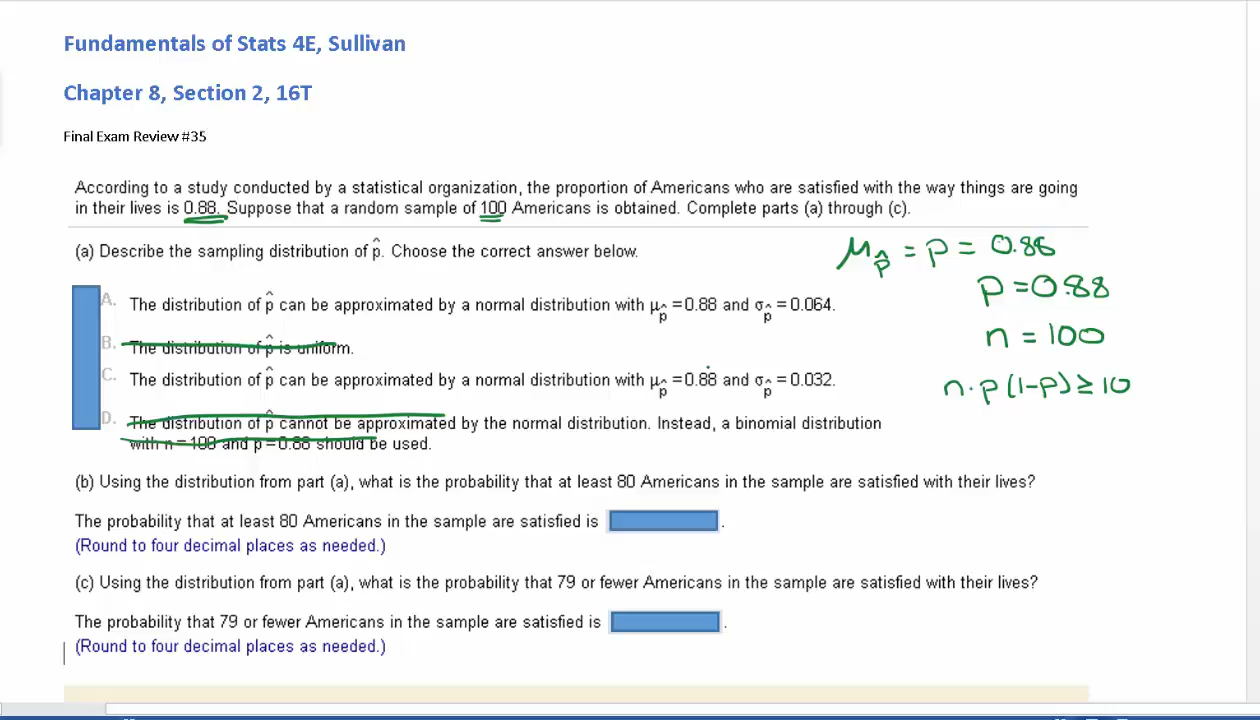 Fundamentals of Stats 4E, Sullivan
Chapter 8, Section 2, 16T
Final Exam Review #35
According to a study conducted by a statistical organization, the proportion of Americans who are satisfied with the way things are going
in their lives is 0.88. Suppose that a random sample of 100 Americans is obtained. Complete parts (a) through (c).
(a) Describe the sampling distribution of p̂. Choose the correct answer below.
μp̂ = p = 0.88
p = 0.88
n = 100
n·p(1-p) ≥ 10
A. The distribution of p̂ can be approximated by a normal distribution with μp̂ = 0.88 and σp̂ = 0.064.
B. The distribution of p̂ is uniform.
C. The distribution of p̂ can be approximated by a normal distribution with μp̂ = 0.88 and σp̂ = 0.032.
D. The distribution of p̂ cannot be approximated by the normal distribution. Instead, a binomial distribution
with n = 100 and p = 0.88 should be used.
(b) Using the distribution from part (a), what is the probability that at least 80 Americans in the sample are satisfied with their lives?
The probability that at least 80 Americans in the sample are satisfied is .
(Round to four decimal places as needed.)
(c) Using the distribution from part (a), what is the probability that 79 or fewer Americans in the sample are satisfied with their lives?
The probability that 79 or fewer Americans in the sample are satisfied is .
(Round to four decimal places as needed.)